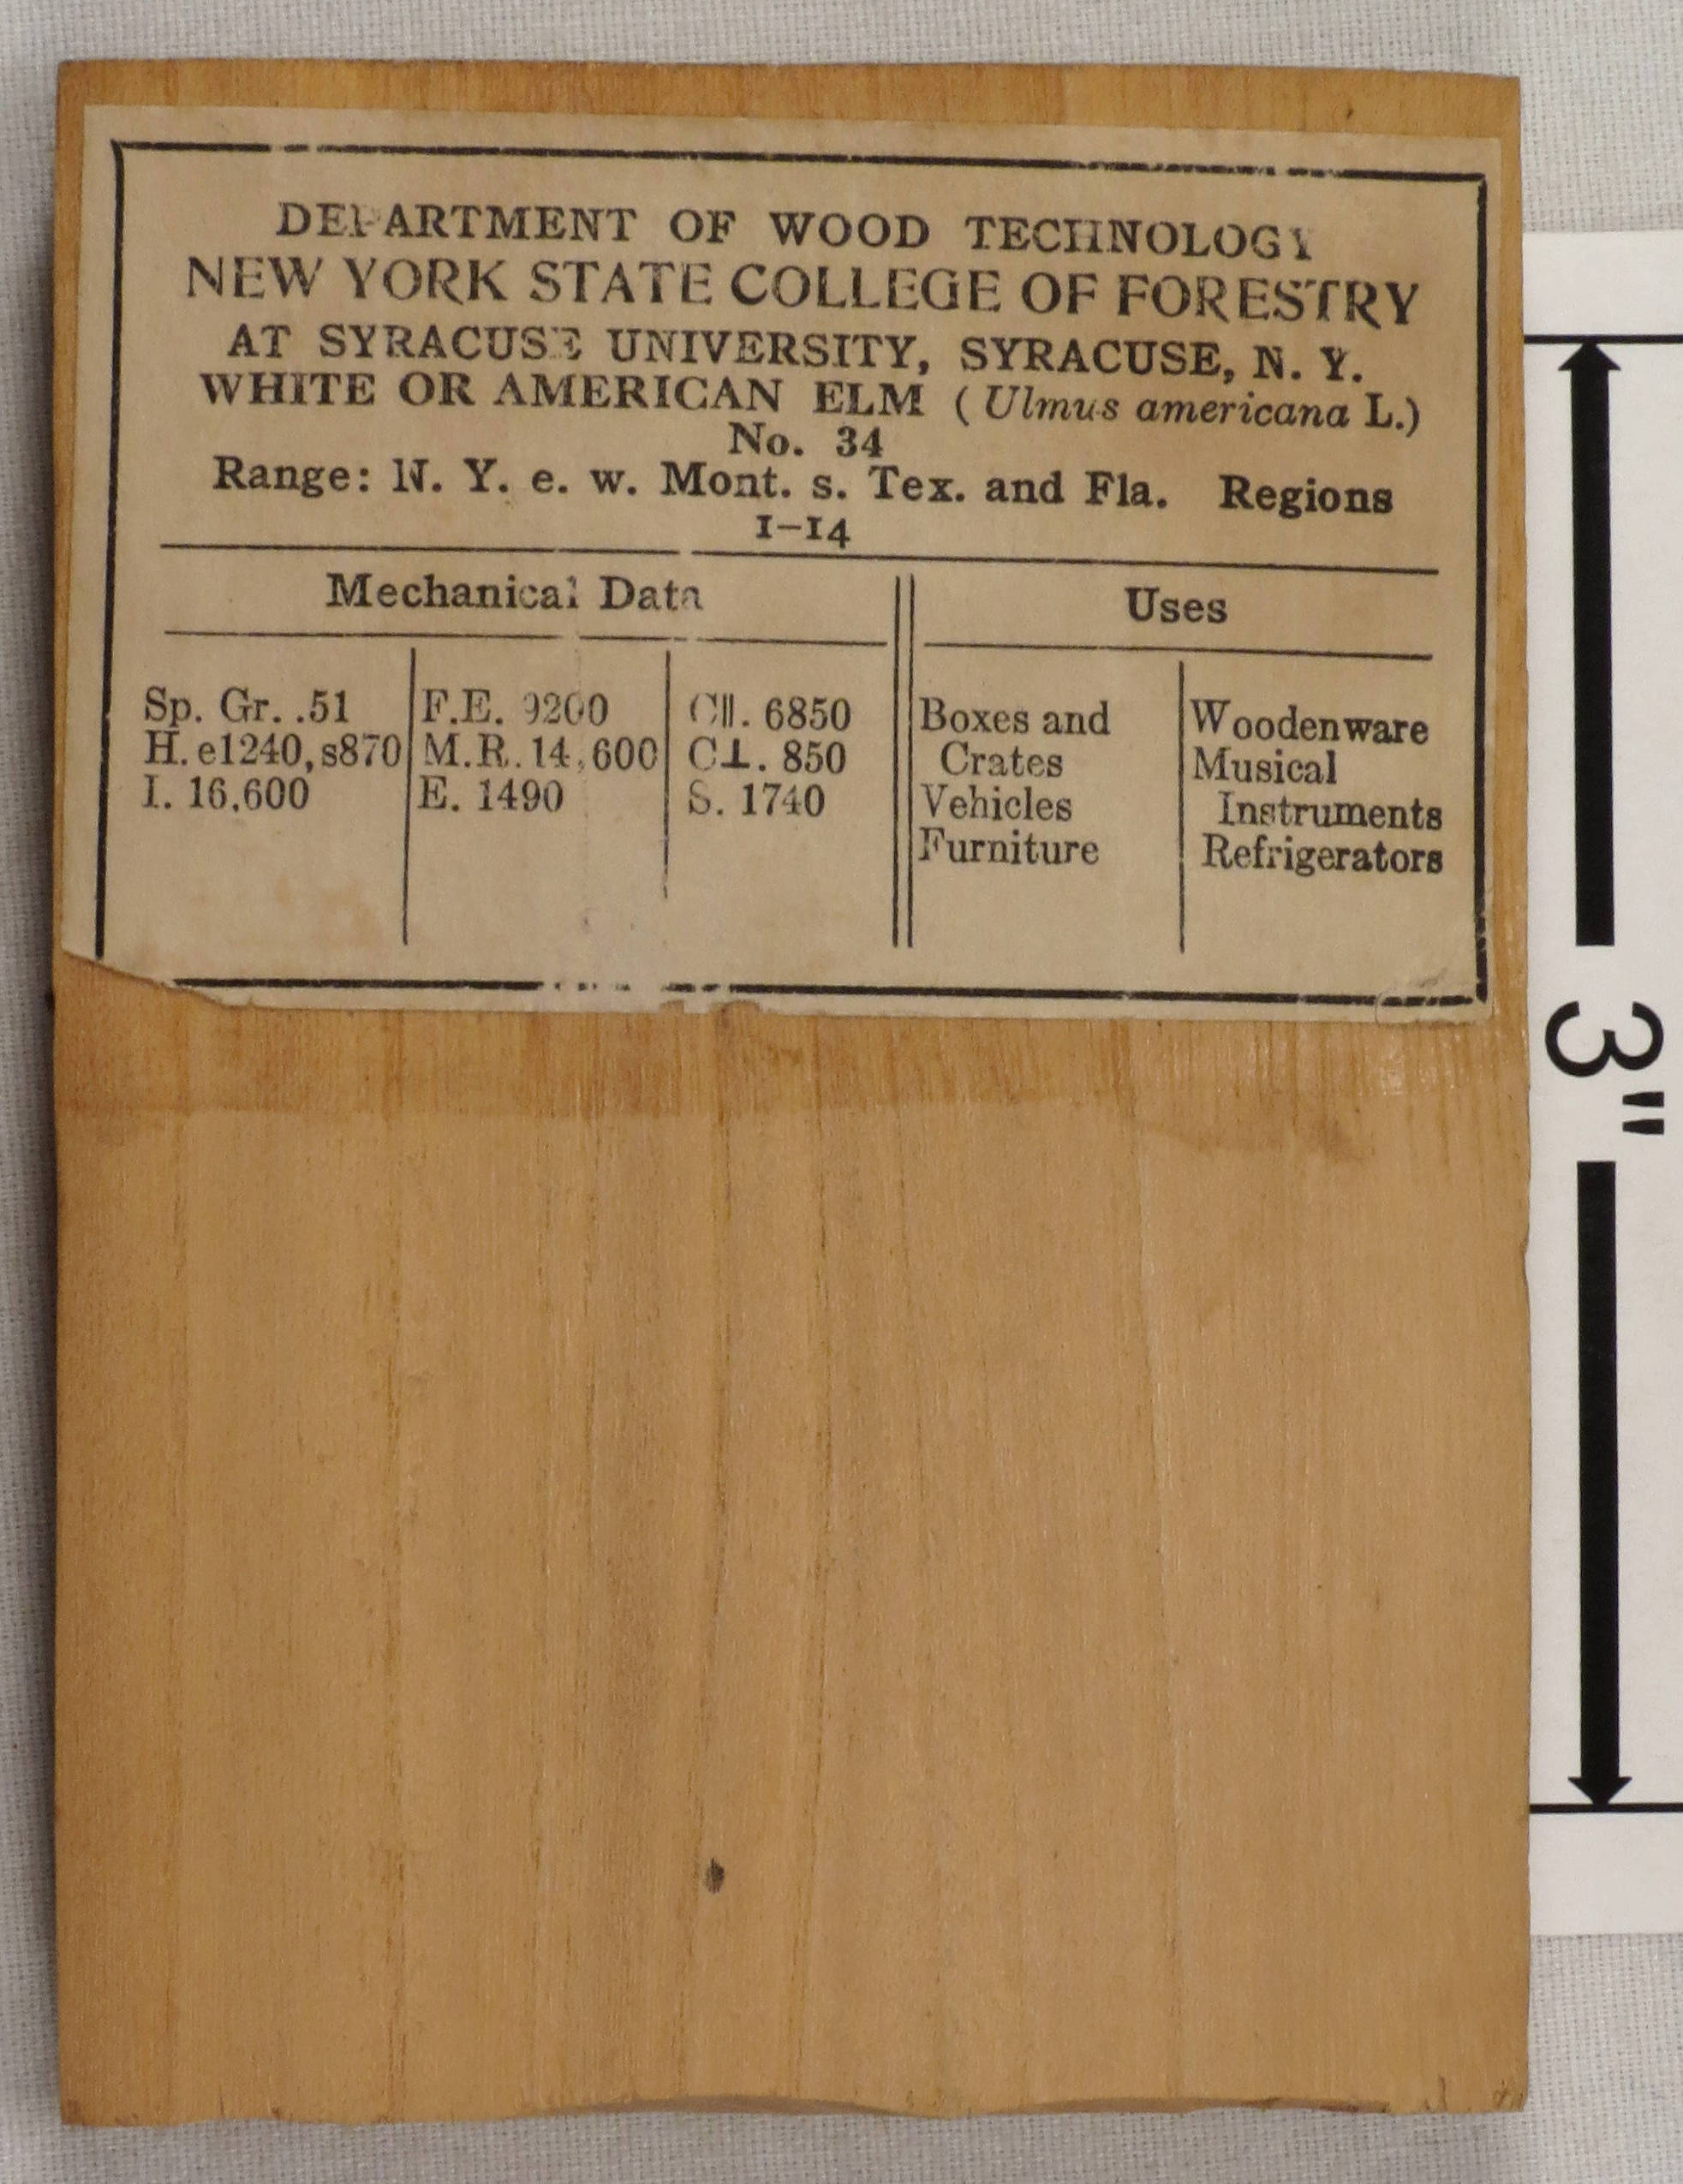 DEPARTMENT OF WOOD TECHNOLOGY
NEW YORK STATE COLLEGE OF FORESTRY
AT SYRACUSE UNIVERSITY, SYRACUSE, N. Y.
WHITE OR AMERICAN ELM (Ulmus americana L.)
No. 34
Range: N. Y. e. w. Mont. s. Tex. and Fla. Regions
1-14
Mechanical Data
Sp. Gr. .51
H. e1240, s870
I. 16,600
F.E. 9200
M.R. 14,600
E. 1490
C||. 6850
C⊥. 850
S. 1740
Uses
Boxes and
Crates
Vehicles
Furniture
Woodenware
Musical
Instruments
Refrigerators
3"